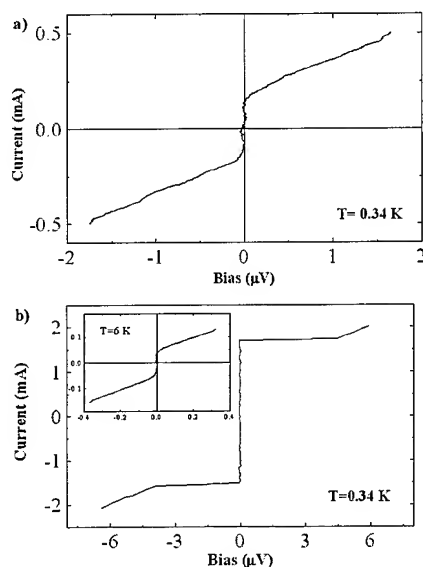 a)
0.5
0.0
-0.5
Current (mA)
T= 0.34 K
-2 -1 0 1 2
Bias (µV)
b)
2
1
0
-1
-2
Current (mA)
T=6 K
0.1
0.0
-0.1
-0.4 -0.2 0.0 0.2 0.4
T=0.34 K
-6 -3 0 3 6
Bias (µV)